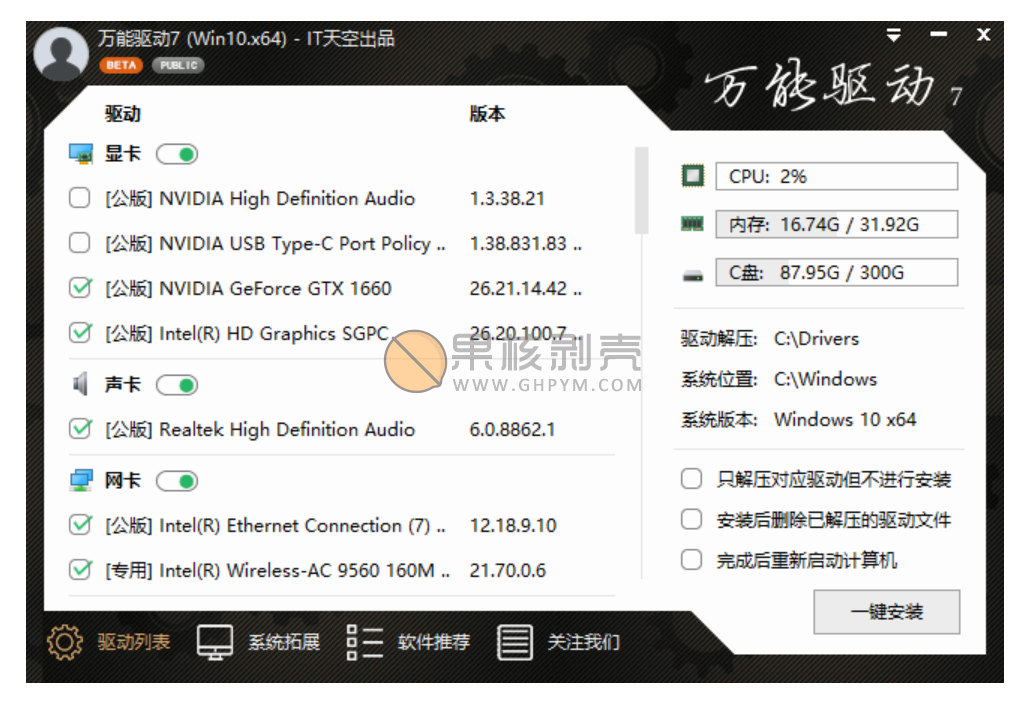 万能驱动7 (Win10.x64) - IT天空出品
BETA PUBLIC
万能驱动 7
驱动 版本
显卡
[公版] NVIDIA High Definition Audio 1.3.38.21
[公版] NVIDIA USB Type-C Port Policy .. 1.38.831.83 ..
[公版] NVIDIA GeForce GTX 1660 26.21.14.42 ..
[公版] Intel(R) HD Graphics SGPC 26.20.100.7 ..
声卡
[公版] Realtek High Definition Audio 6.0.8862.1
网卡
[公版] Intel(R) Ethernet Connection (7) .. 12.18.9.10
[专用] Intel(R) Wireless-AC 9560 160M .. 21.70.0.6
果核剥壳
WWW.GHPYM.COM
CPU: 2%
内存: 16.74G / 31.92G
C盘: 87.95G / 300G
驱动解压: C:\Drivers
系统位置: C:\Windows
系统版本: Windows 10 x64
只解压对应驱动但不进行安装
安装后删除已解压的驱动文件
完成后重新启动计算机
一键安装
驱动列表 系统拓展 软件推荐 关注我们